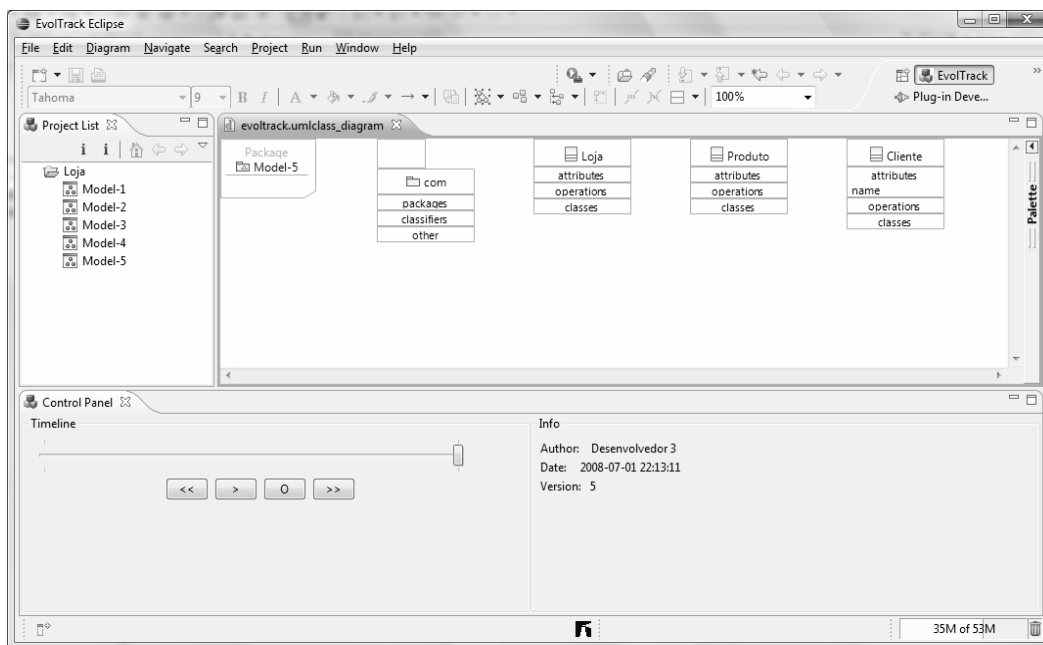 EvolTrack Eclipse
File Edit Diagram Navigate Search Project Run Window Help
EvolTrack
Tahoma 9 B I A 100% Plug-in Deve...
Project List
evoltrack.umlclass_diagram
Loja
Model-1
Model-2
Model-3
Model-4
Model-5
Package
Model-5
com
packages
classifiers
other
Loja
attributes
operations
classes
Produto
attributes
operations
classes
Cliente
attributes
name
operations
classes
Palette
Control Panel
Timeline
<< > O >>
Info
Author: Desenvolvedor 3
Date: 2008-07-01 22:13:11
Version: 5
35M of 53M